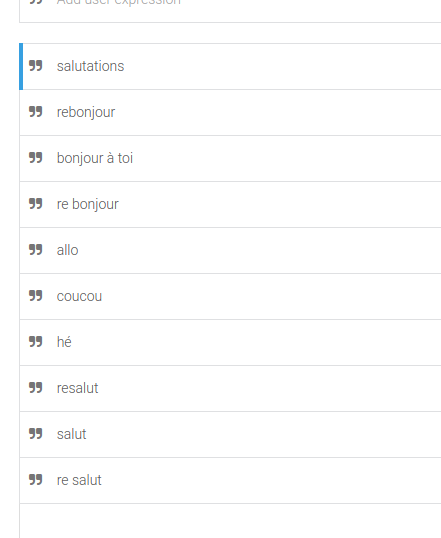 Add user expression
salutations
rebonjour
bonjour à toi
re bonjour
allo
coucou
hé
resalut
salut
re salut